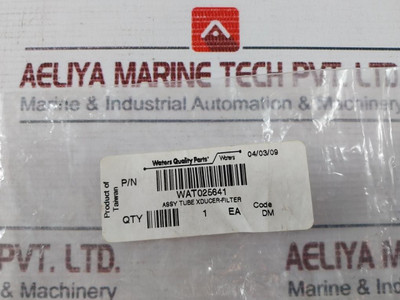 AELIYA MARINE TECH PVT. LTD.
Marine & Industrial Automation & Machinery
Waters Quality Parts
Waters
04/03/09
Product of
Taiwan
P/N
WAT025641
ASSY TUBE XDUCER-FILTER
QTY
1
EA
Code
DM
PVT. LTD.
& Machinery
AELIYA MARINE
Marine & Industrial Auto